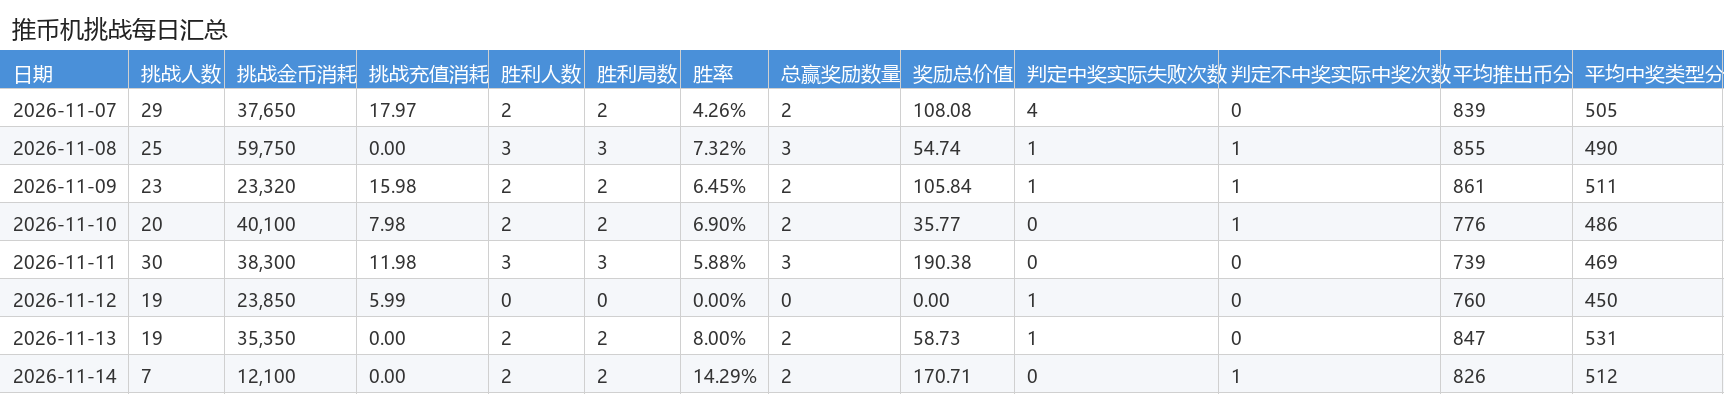 推币机挑战每日汇总
日期 挑战人数 挑战金币消耗 挑战充值消耗 胜利人数 胜利局数 胜率 总赢奖励数量 奖励总价值 判定中奖实际失败次数 判定不中奖实际中奖次数 平均推出币分 平均中奖类型分
2026-11-07 29 37,650 17.97 2 2 4.26% 2 108.08 4 0 839 505
2026-11-08 25 59,750 0.00 3 3 7.32% 3 54.74 1 1 855 490
2026-11-09 23 23,320 15.98 2 2 6.45% 2 105.84 1 1 861 511
2026-11-10 20 40,100 7.98 2 2 6.90% 2 35.77 0 1 776 486
2026-11-11 30 38,300 11.98 3 3 5.88% 3 190.38 0 0 739 469
2026-11-12 19 23,850 5.99 0 0 0.00% 0 0.00 1 0 760 450
2026-11-13 19 35,350 0.00 2 2 8.00% 2 58.73 1 0 847 531
2026-11-14 7 12,100 0.00 2 2 14.29% 2 170.71 0 1 826 512